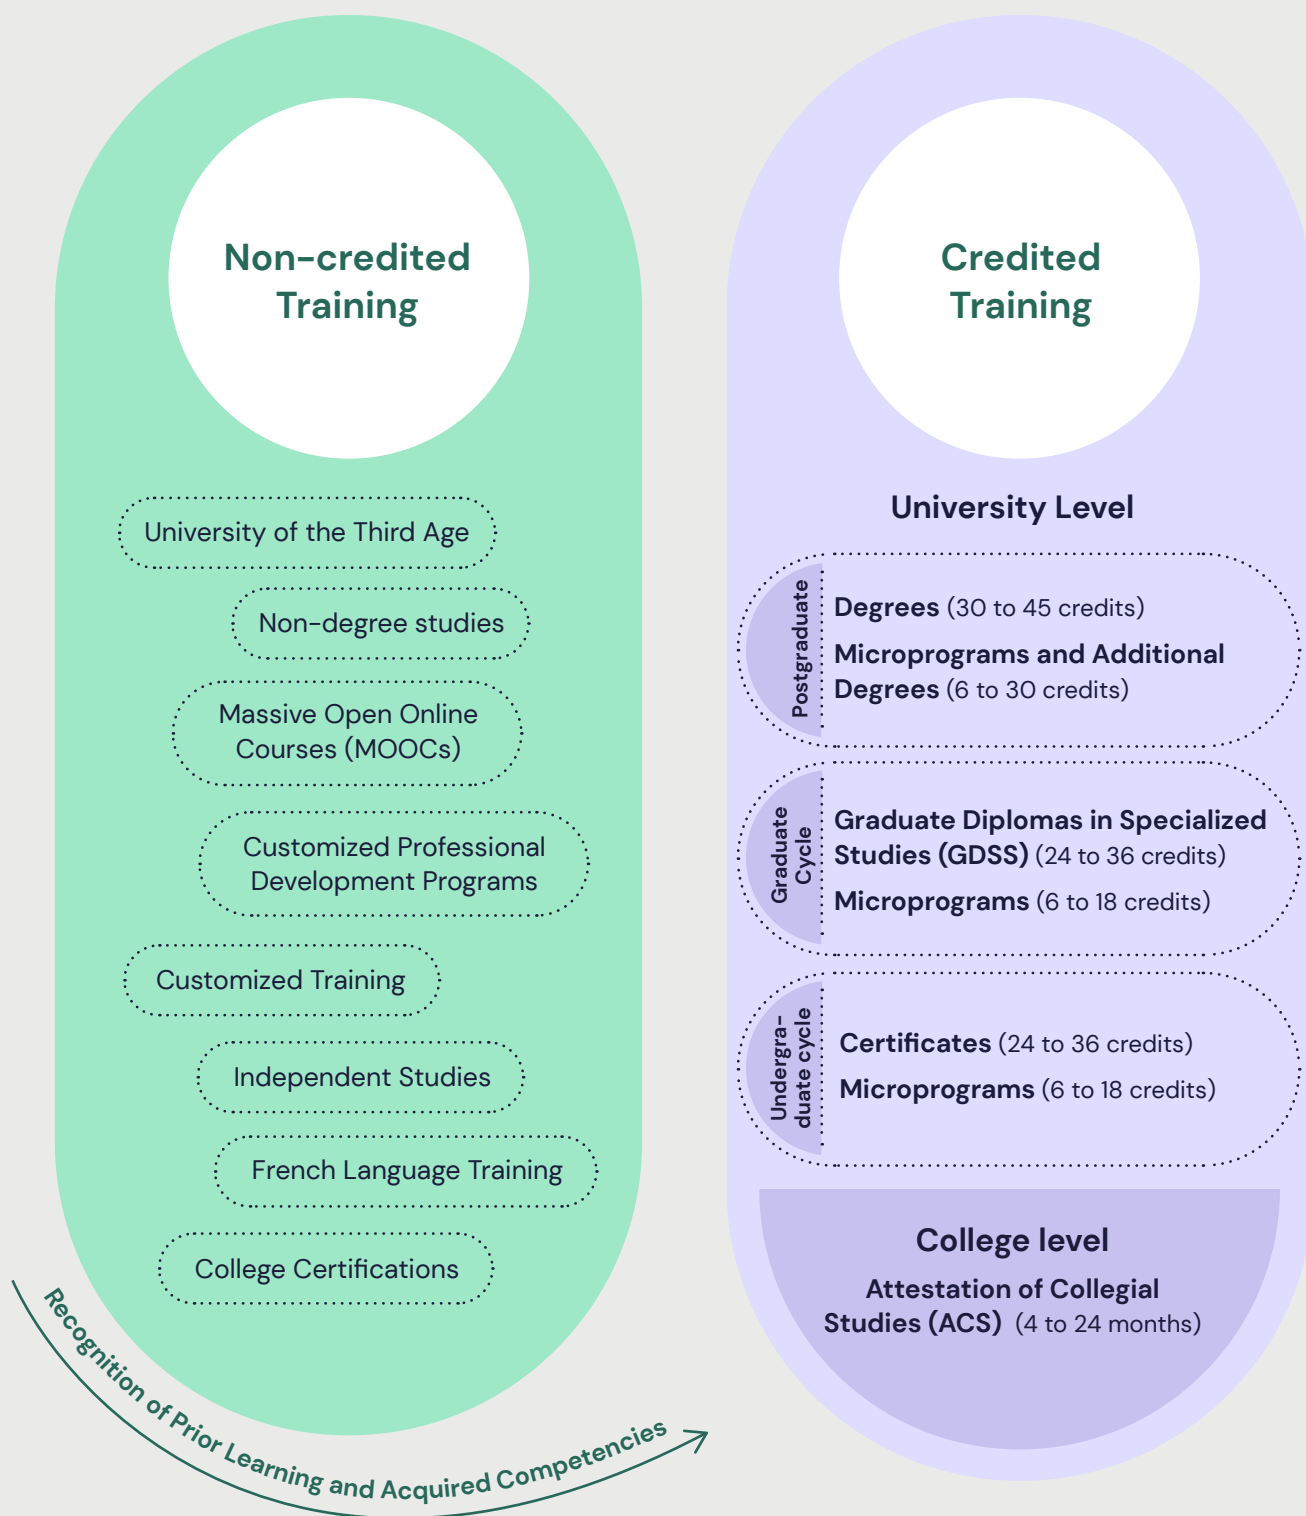 Non-credited
Training
University of the Third Age
Non-degree studies
Massive Open Online
Courses (MOOCs)
Customized Professional
Development Programs
Customized Training
Independent Studies
French Language Training
College Certifications
Recognition of Prior Learning and Acquired Competencies
Credited
Training
University Level
Postgraduate
Degrees (30 to 45 credits)
Microprograms and Additional
Degrees (6 to 30 credits)
Graduate
Cycle
Graduate Diplomas in Specialized
Studies (GDSS) (24 to 36 credits)
Microprograms (6 to 18 credits)
Undergra-
duate cycle
Certificates (24 to 36 credits)
Microprograms (6 to 18 credits)
College level
Attestation of Collegial
Studies (ACS) (4 to 24 months)